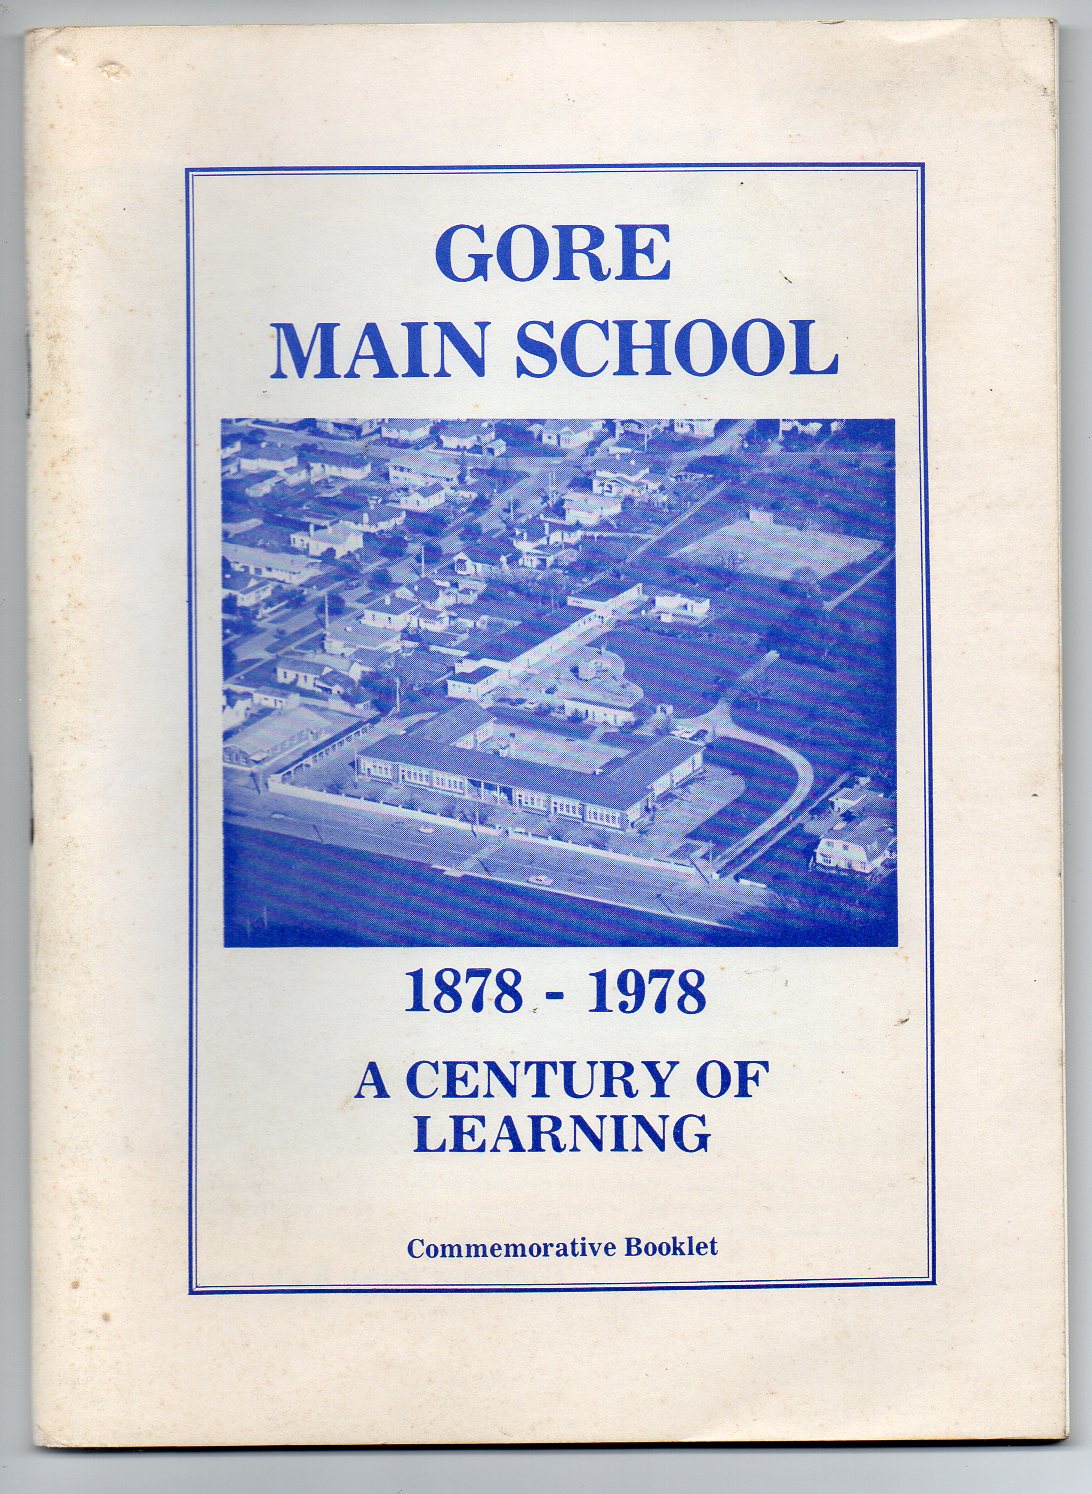 GORE
MAIN SCHOOL
1878 - 1978
A CENTURY OF
LEARNING
Commemorative Booklet